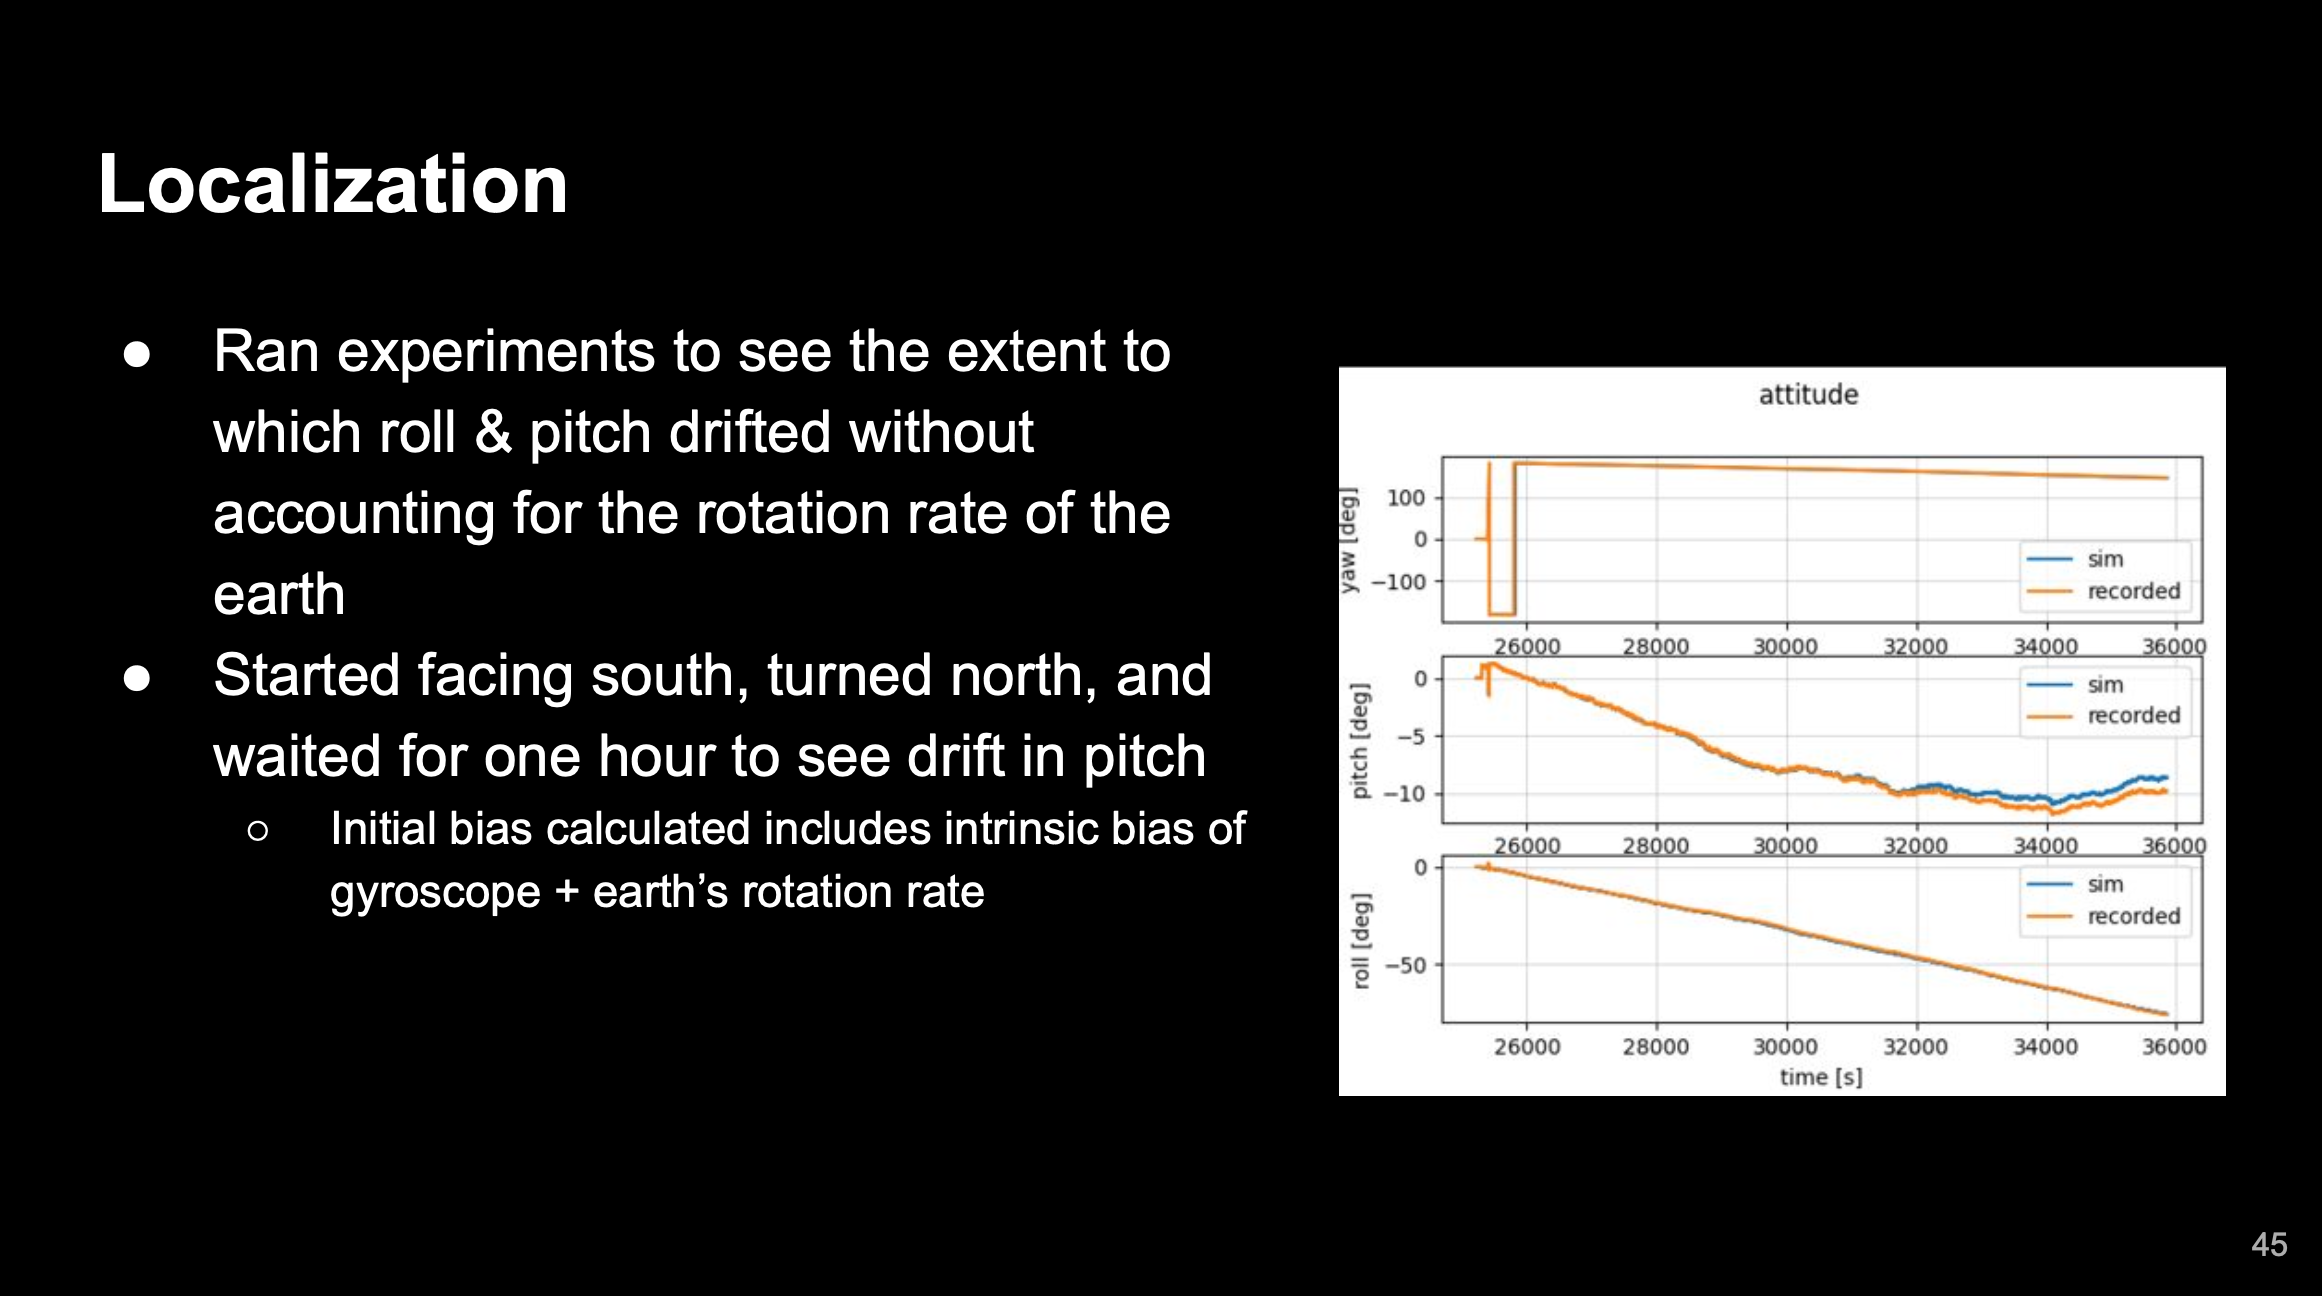 Localization
● Ran experiments to see the extent to
which roll & pitch drifted without
accounting for the rotation rate of the
earth
● Started facing south, turned north, and
waited for one hour to see drift in pitch
○ Initial bias calculated includes intrinsic bias of
gyroscope + earth’s rotation rate
attitude
yaw [deg]
100
0
−100
sim
recorded
26000 28000 30000 32000 34000 36000
pitch [deg]
0
−5
−10
sim
recorded
26000 28000 30000 32000 34000 36000
roll [deg]
0
−50
sim
recorded
26000 28000 30000 32000 34000 36000
time [s]
45